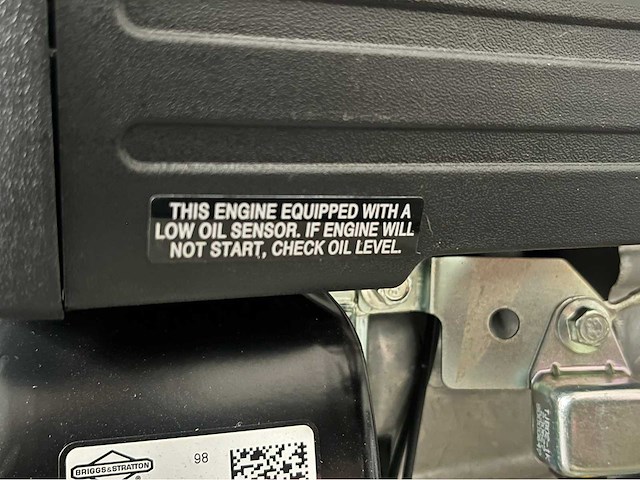 THIS ENGINE EQUIPPED WITH A
LOW OIL SENSOR. IF ENGINE WILL
NOT START, CHECK OIL LEVEL.
98
BRIGGS&STRATTON